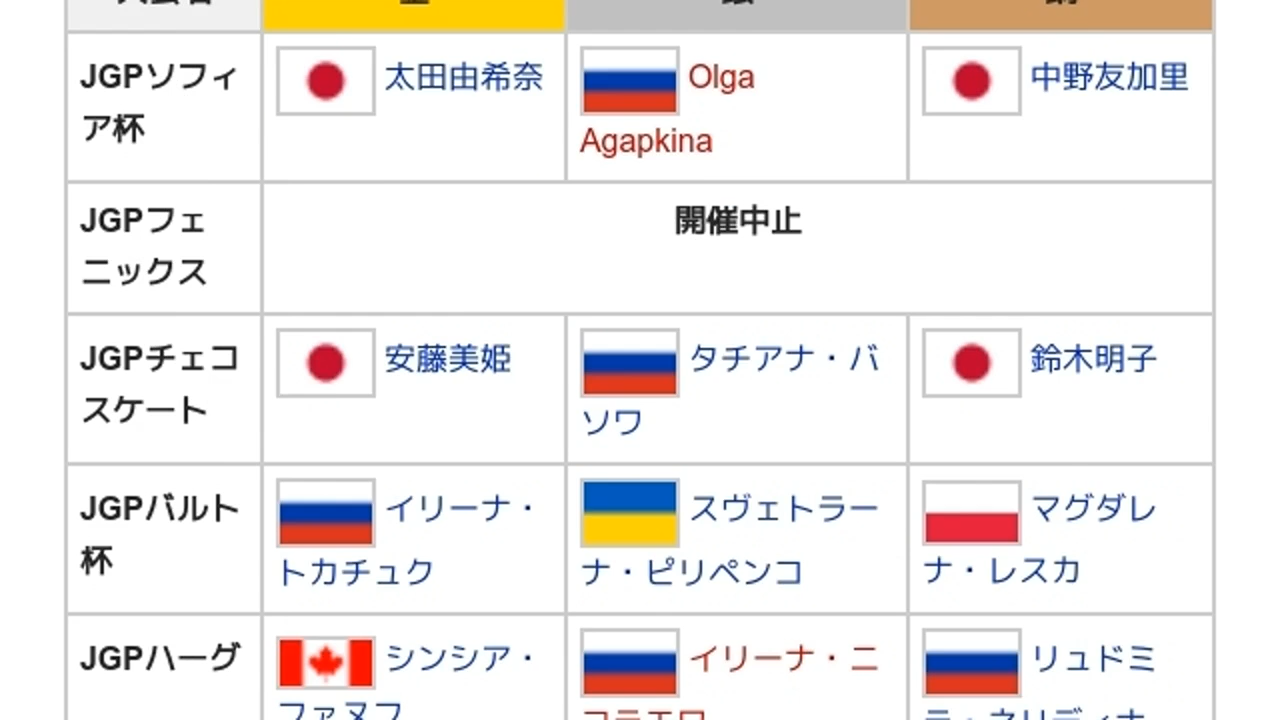 JGPソフィ
ア杯
太田由希奈
Olga
Agapkina
中野友加里
JGPフェ
ニックス
開催中止
JGPチェコ
スケート
安藤美姫
タチアナ・バ
ソワ
鈴木明子
JGPバルト
杯
イリーナ・
トカチュク
スヴェトラー
ナ・ピリペンコ
マグダレ
ナ・レスカ
JGPハーグ
シンシア・
ファヌフ
イリーナ・ニ
リュドミ